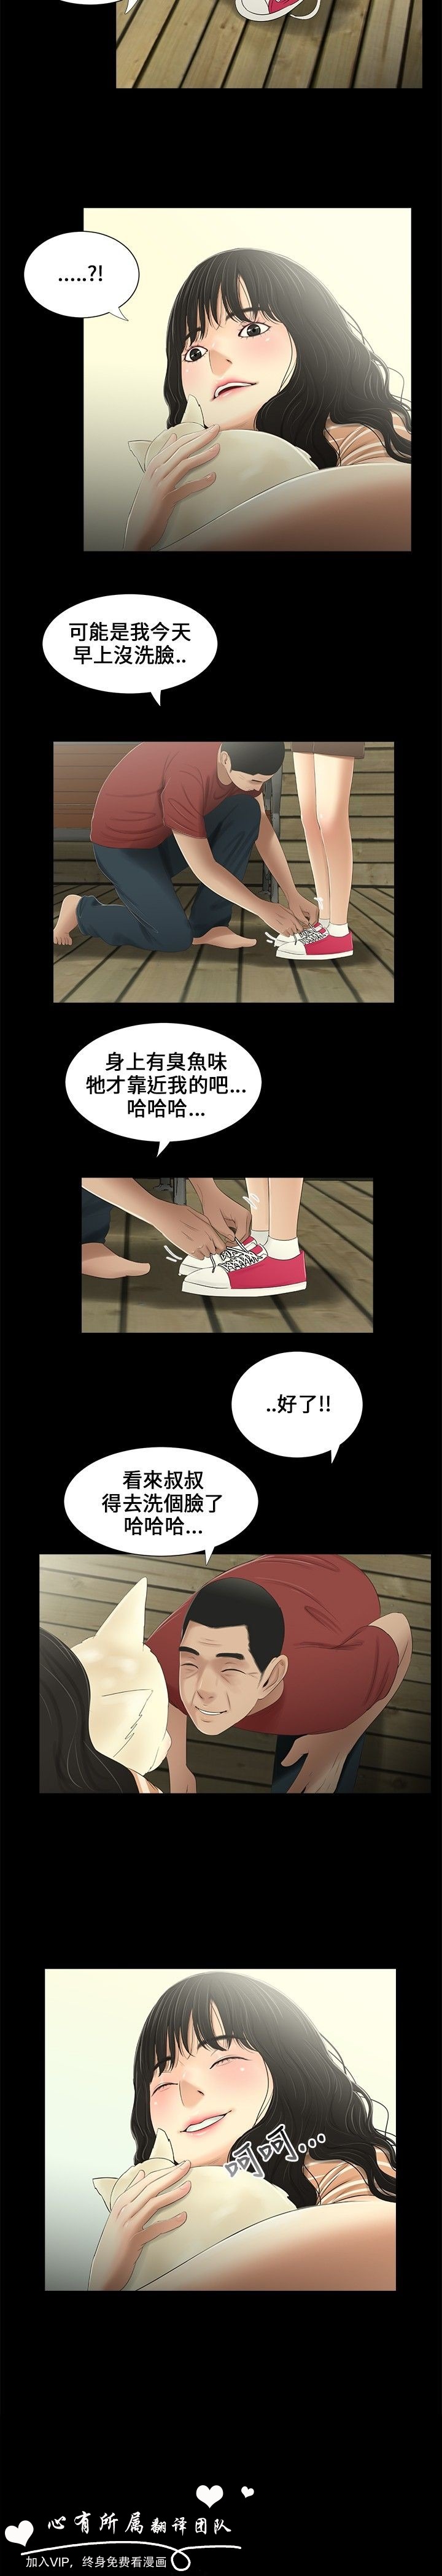 .....?!
可能是我今天
早上沒洗臉..
身上有臭魚味
牠才靠近我的吧...
哈哈哈...
..好了!!
看來叔叔
得去洗個臉了
哈哈哈...
呵呵...
心有所属翻译团队
加入VIP，终身免费看漫画